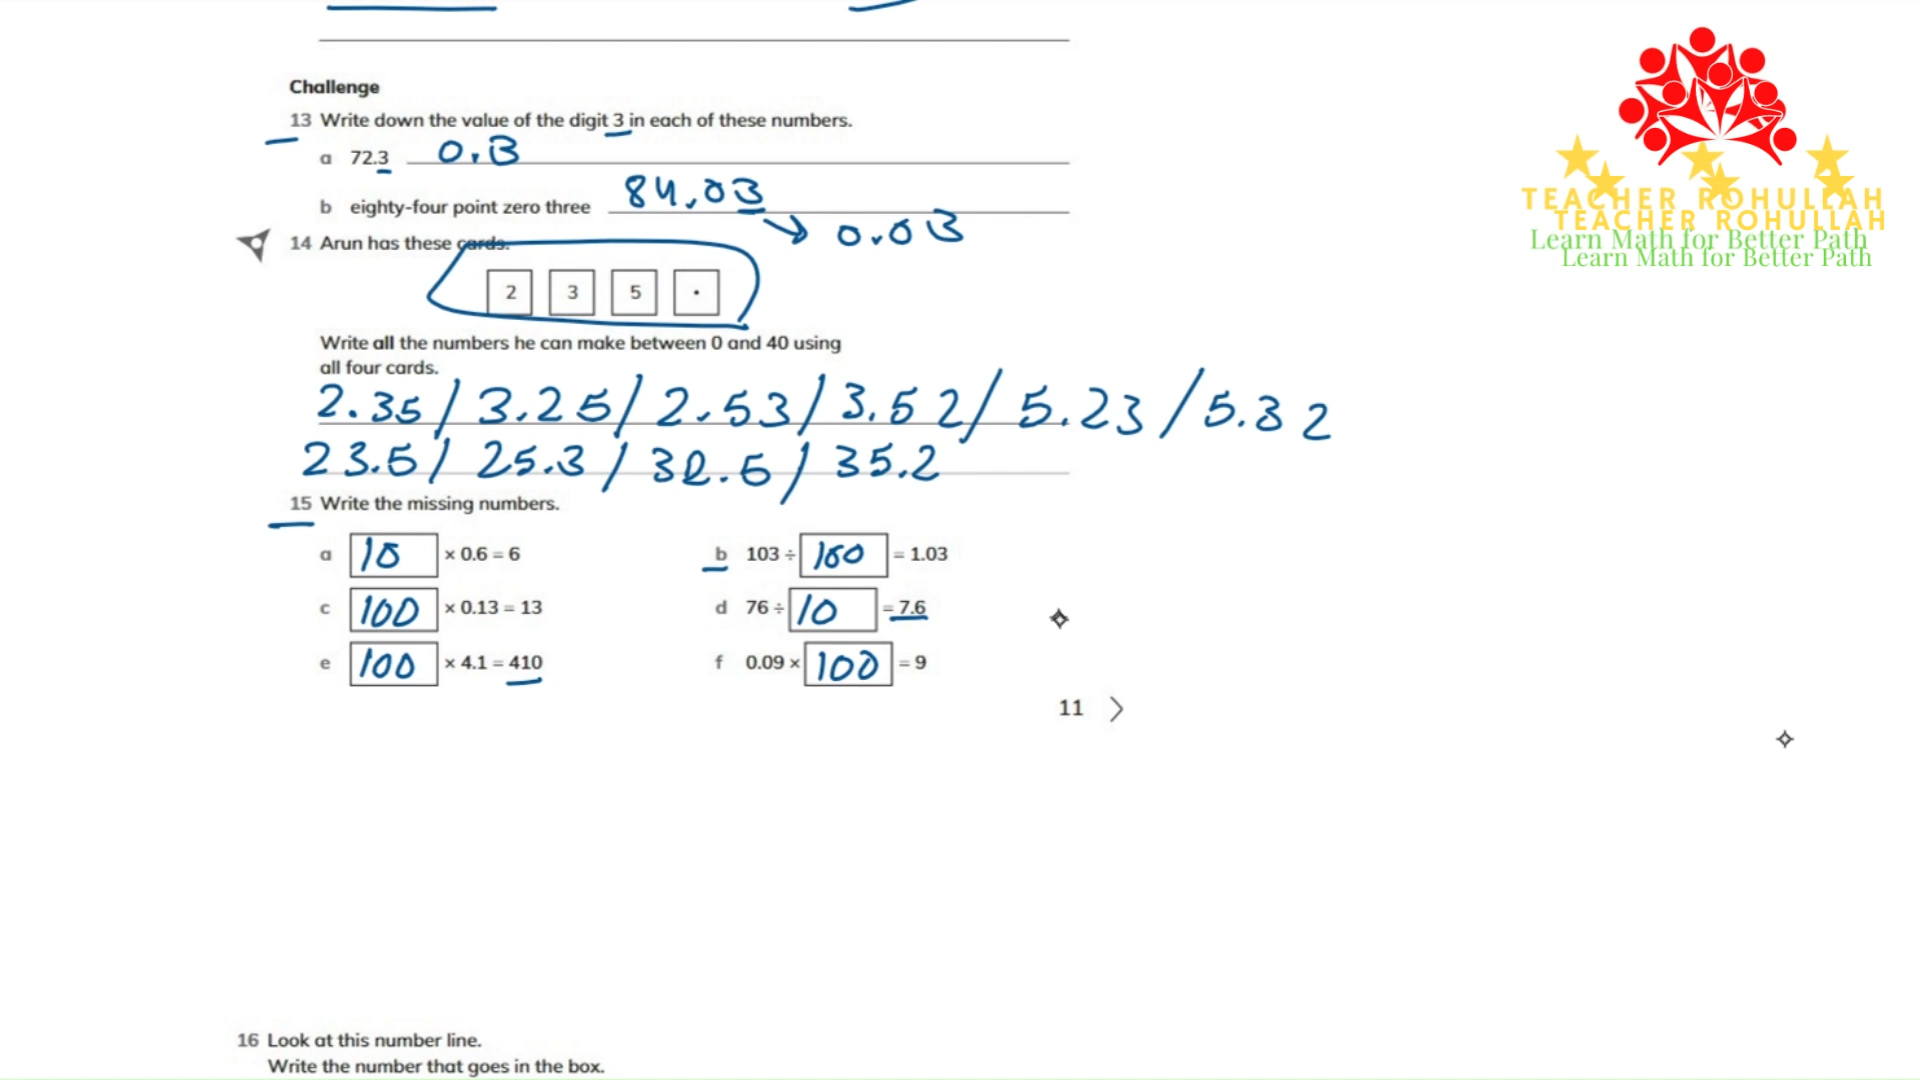 Challenge
13 Write down the value of the digit 3 in each of these numbers.
a 72.3 0.3
b eighty-four point zero three 84.03
0.03
14 Arun has these cards.
2 3 5 .
Write all the numbers he can make between 0 and 40 using
all four cards.
2.35 / 3.25 / 2.53 / 3.52 / 5.23 / 5.32
23.5 / 25.3 / 32.5 / 35.2
15 Write the missing numbers.
a 10 × 0.6 = 6 b 103 ÷ 100 = 1.03
c 100 × 0.13 = 13 d 76 ÷ 10 = 7.6
e 100 × 4.1 = 410 f 0.09 × 100 = 9
11
16 Look at this number line.
Write the number that goes in the box.
TEACHER ROHULLAH
TEACHER ROHULLAH
Learn Math for Better Path
Learn Math for Better Path